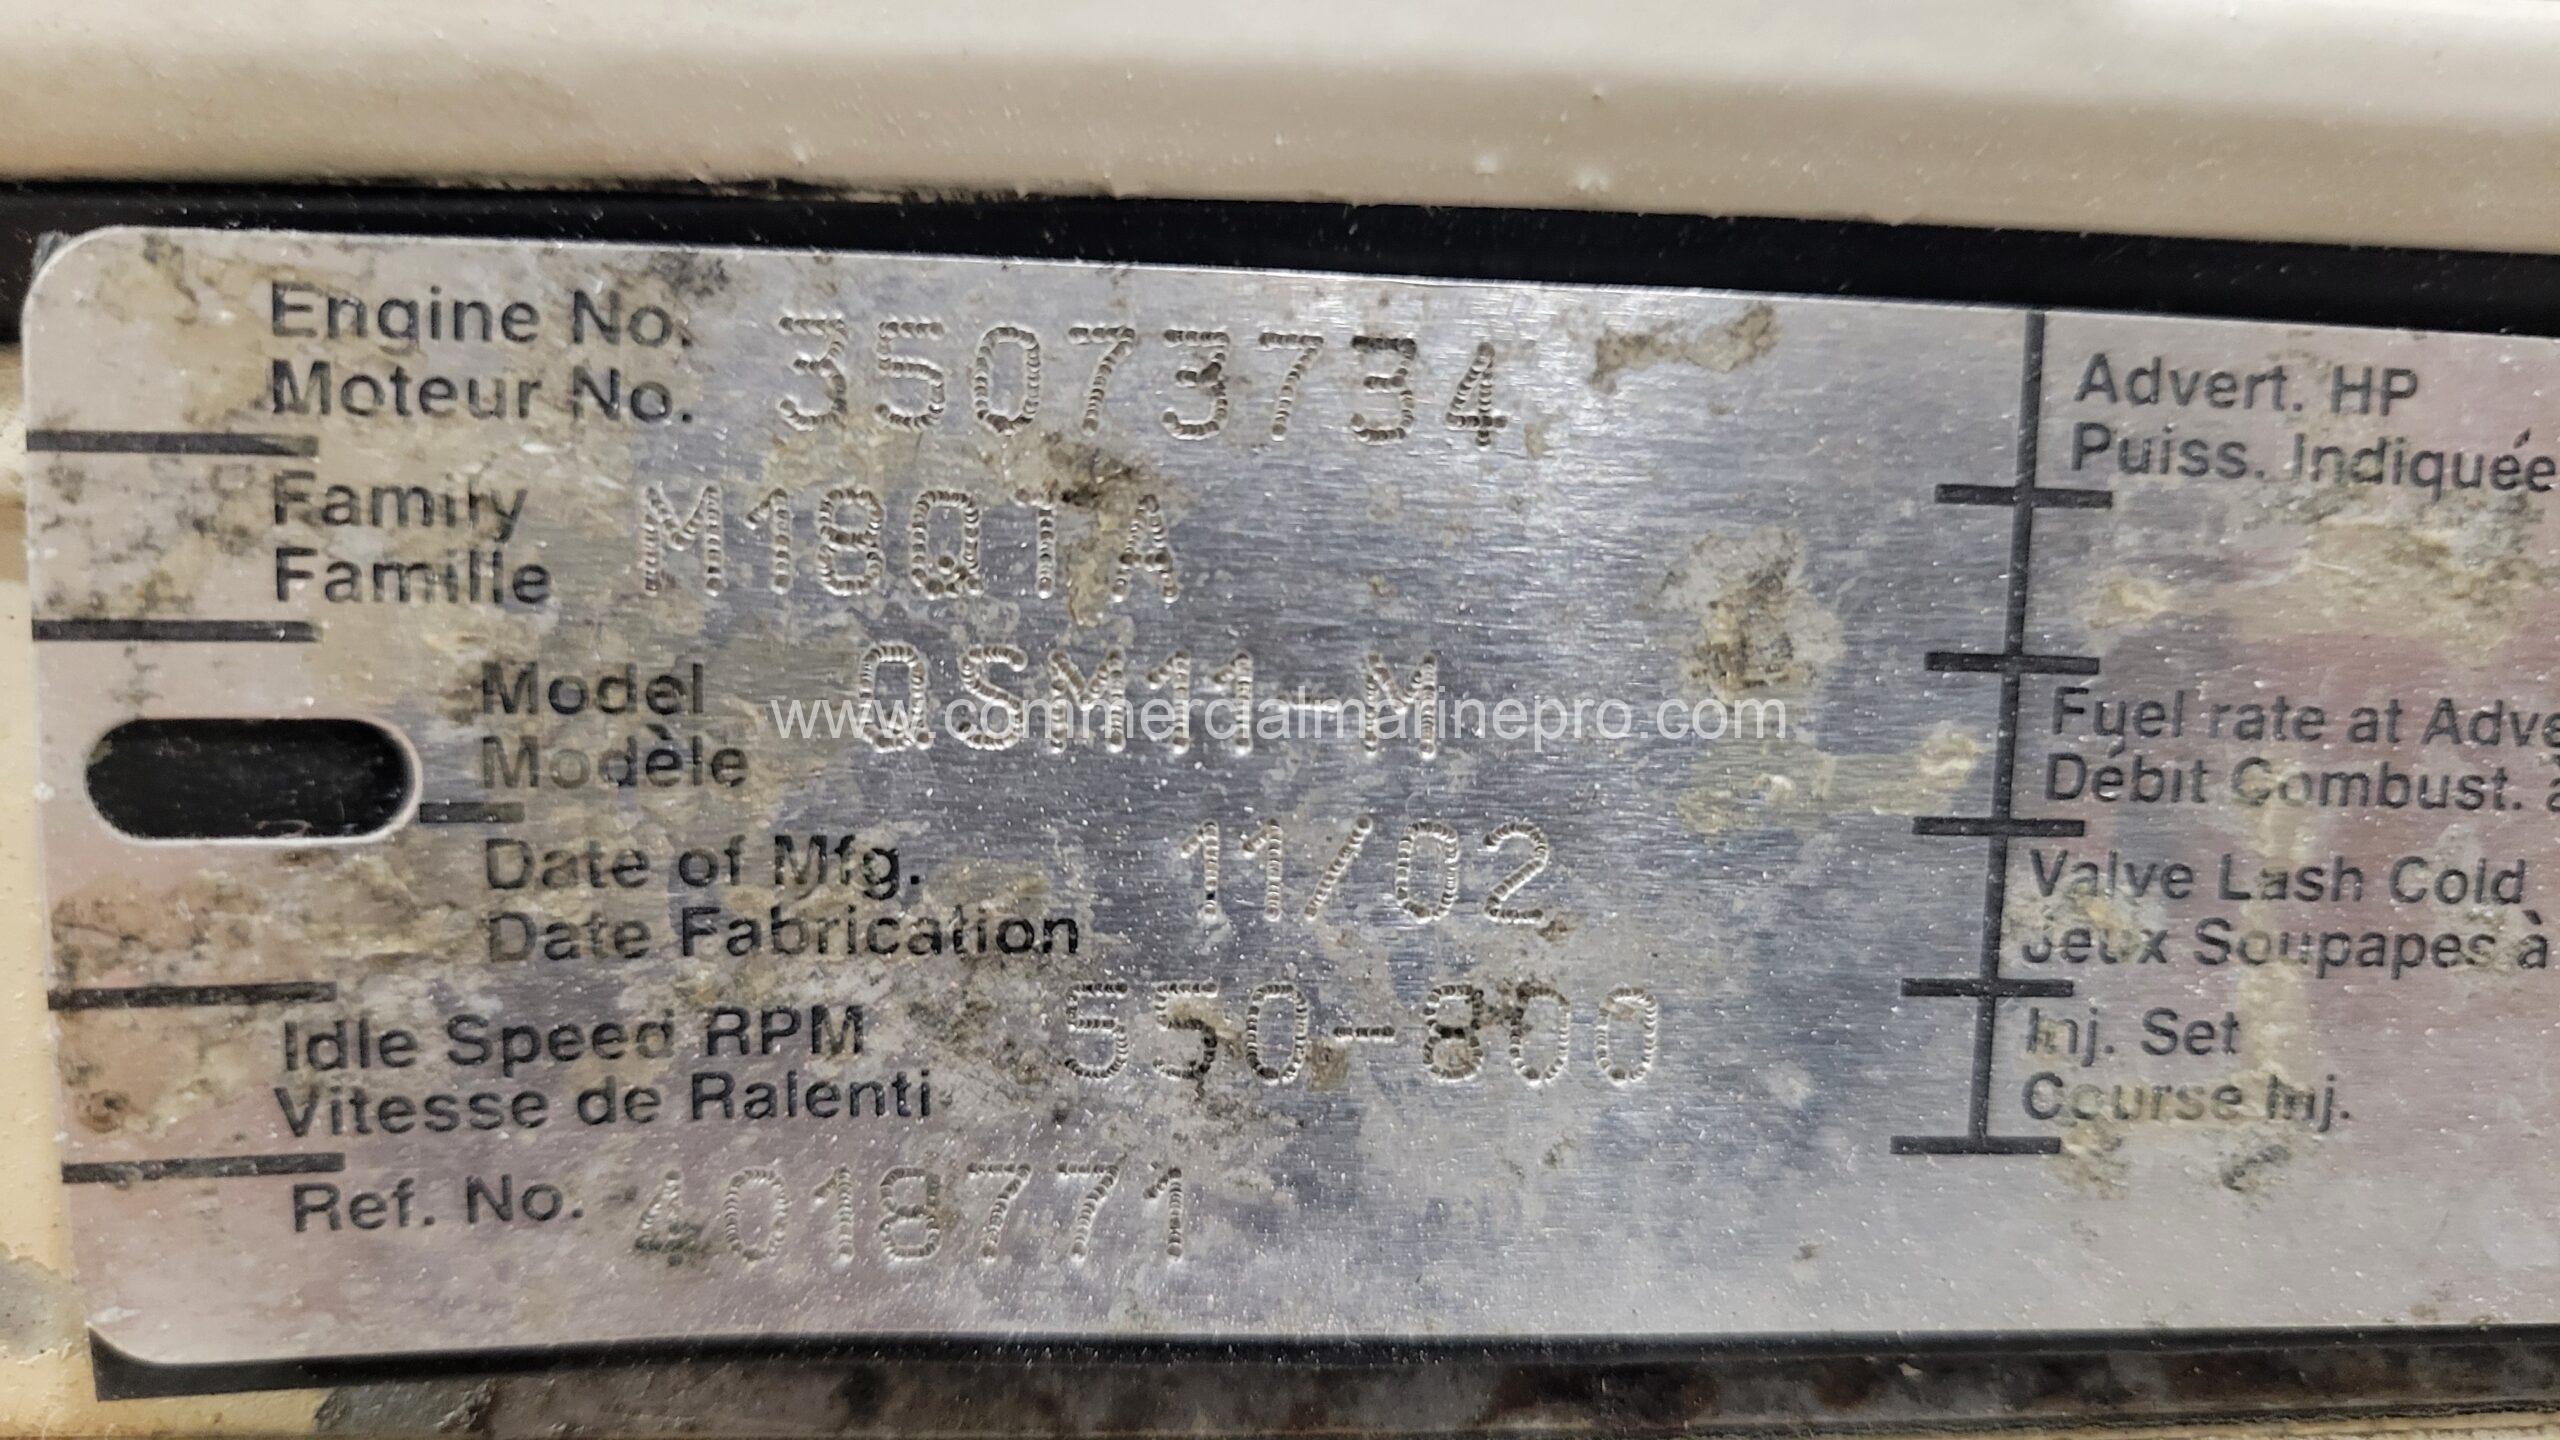 Engine No. 35073734
Moteur No.
Family M18QTA
Famille
Model QSM11-M
Modèle
www.commercialmarinepro.com
Date of Mfg. 11/02
Date Fabrication
Idle Speed RPM 550-800
Vitesse de Ralenti
Ref. No. 4018771
Advert. HP
Puiss. Indiquée
Fuel rate at Adve
Débit Combust. à
Valve Lash Cold
Jeux Soupapes à
Inj. Set
Course Inj.